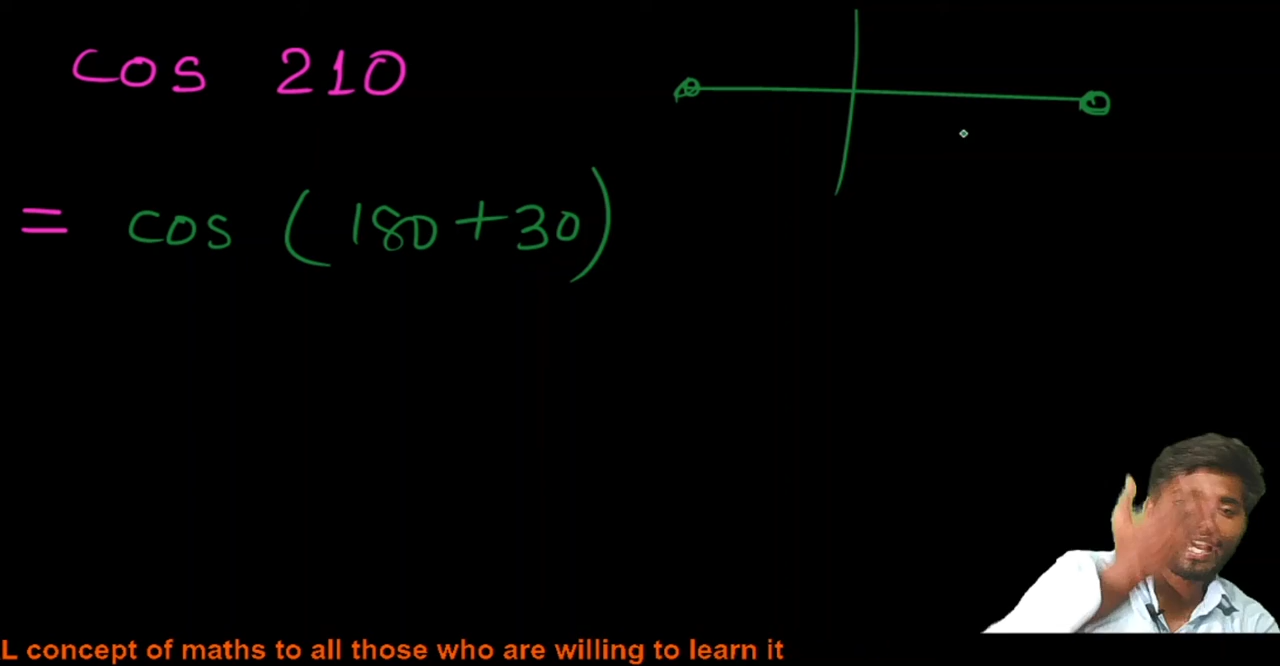 cos 210
= cos (180+30)
L concept of maths to all those who are willing to learn it